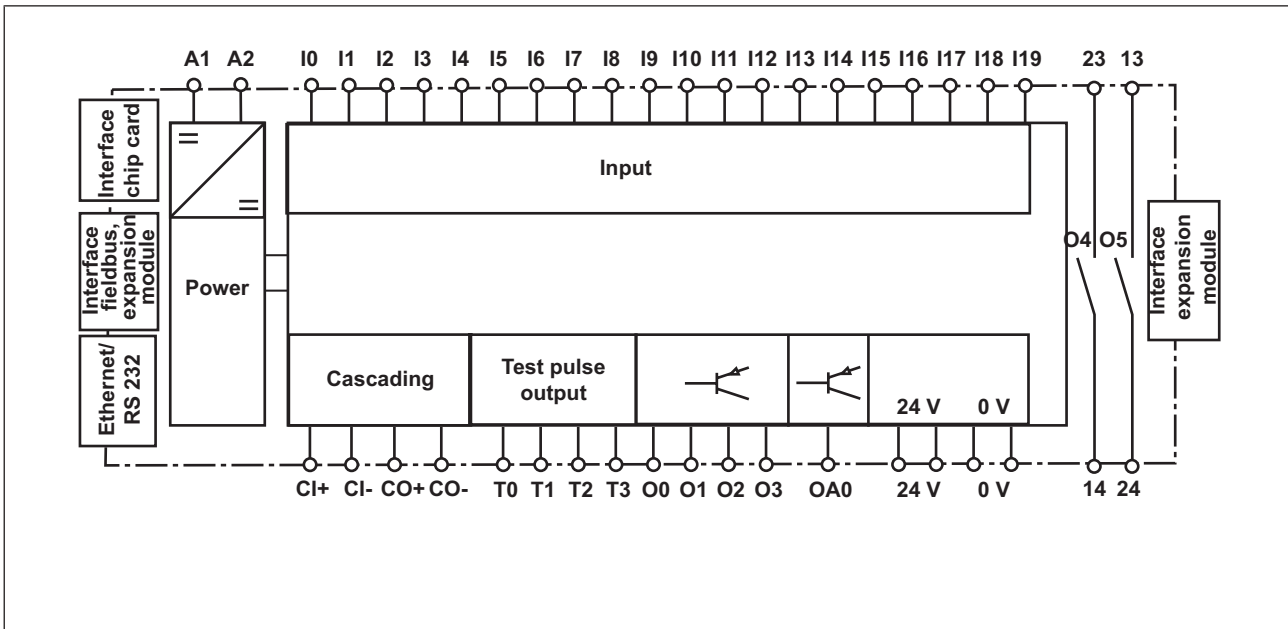 A1 A2 I0 I1 I2 I3 I4 I5 I6 I7 I8 I9 I10 I11 I12 I13 I14 I15 I16 I17 I18 I19 23 13
Interface
chip card
Interface
fieldbus,
expansion
module
Ethernet/
RS 232
Power
Input
Cascading
Test pulse
output
24 V 0 V
O4 O5
Interface
expansion
module
CI+ CI- CO+ CO- T0 T1 T2 T3 O0 O1 O2 O3 OA0 24 V 0 V 14 24